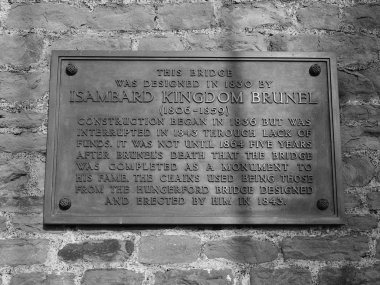 THIS BRIDGE
WAS DESIGNED IN 1830 BY
ISAMBARD KINGDOM BRUNEL
(1806-1859)
CONSTRUCTION BEGAN IN 1836 BUT WAS
INTERRUPTED IN 1843 THROUGH LACK OF
FUNDS. IT WAS NOT UNTIL 1864 FIVE YEARS
AFTER BRUNEL'S DEATH THAT THE BRIDGE
WAS COMPLETED AS A MONUMENT TO
HIS FAME THE CHAINS USED BEING THOSE
FROM THE HUNGERFORD BRIDGE DESIGNED
AND ERECTED BY HIM IN 1843.